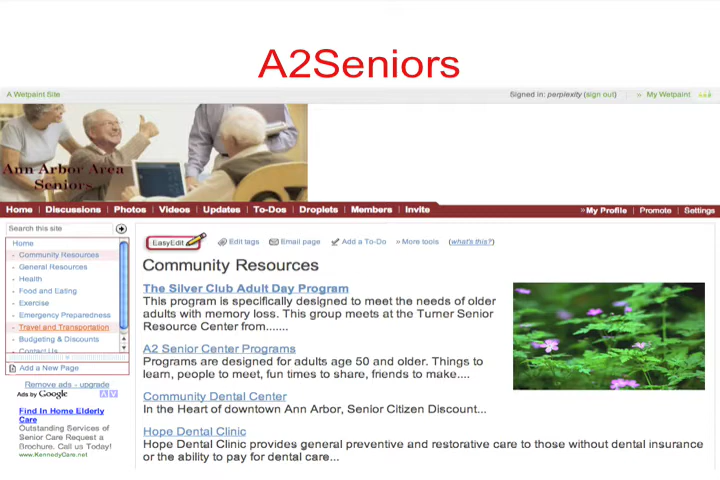 A2Seniors
A Wetpaint Site
Signed in: perplexity (sign out) | » My Wetpaint
Ann Arbor Area
Seniors
Home | Discussions | Photos | Videos | Updates | To-Dos | Droplets | Members | Invite
»My Profile | Promote | Settings
Search this site
Home
- Community Resources
- General Resources
- Health
- Food and Eating
- Exercise
- Emergency Preparedness
- Travel and Transportation
- Budgeting & Discounts
- Contact Us
Add a New Page
Remove ads - upgrade
Ads by Google
Find In Home Elderly
Care
Outstanding Services of
Senior Care Request a
Brochure. Call us Today!
www.KennedyCare.net
EasyEdit Edit tags Email page Add a To-Do » More tools (what's this?)
Community Resources
The Silver Club Adult Day Program
This program is specifically designed to meet the needs of older
adults with memory loss. This group meets at the Turner Senior
Resource Center from.......
A2 Senior Center Programs
Programs are designed for adults age 50 and older. Things to
learn, people to meet, fun times to share, friends to make....
Community Dental Center
In the Heart of downtown Ann Arbor, Senior Citizen Discount...
Hope Dental Clinic
Hope Dental Clinic provides general preventive and restorative care to those without dental insurance
or the ability to pay for dental care...